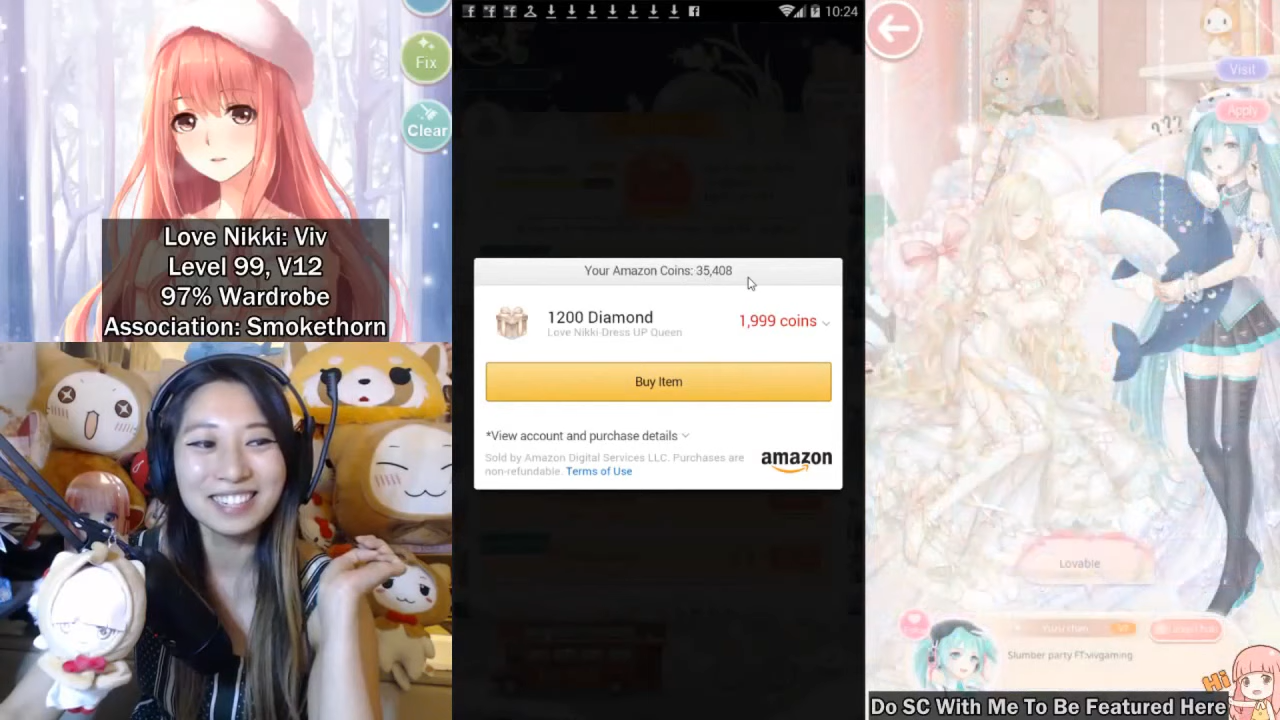 Fix
Clear
Love Nikki: Viv
Level 99, V12
97% Wardrobe
Association: Smokethorn
10:24
Your Amazon Coins: 35,408
1200 Diamond
Love Nikki-Dress UP Queen
1,999 coins
Buy Item
*View account and purchase details
Sold by Amazon Digital Services LLC. Purchases are
non-refundable. Terms of Use
amazon
Visit
Apply
???
Lovable
Slumber party FT:vivgaming
Hi
Do SC With Me To Be Featured Here